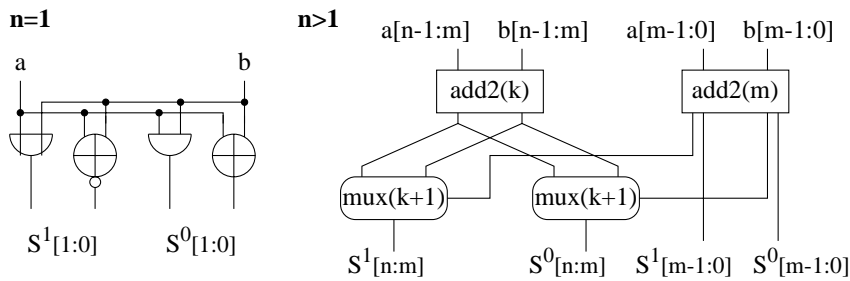 n=1
n>1
a
b
a[n-1:m]
b[n-1:m]
a[m-1:0]
b[m-1:0]
add2(k)
add2(m)
mux(k+1)
mux(k+1)
S¹[1:0]
S⁰[1:0]
S¹[n:m]
S⁰[n:m]
S¹[m-1:0]
S⁰[m-1:0]